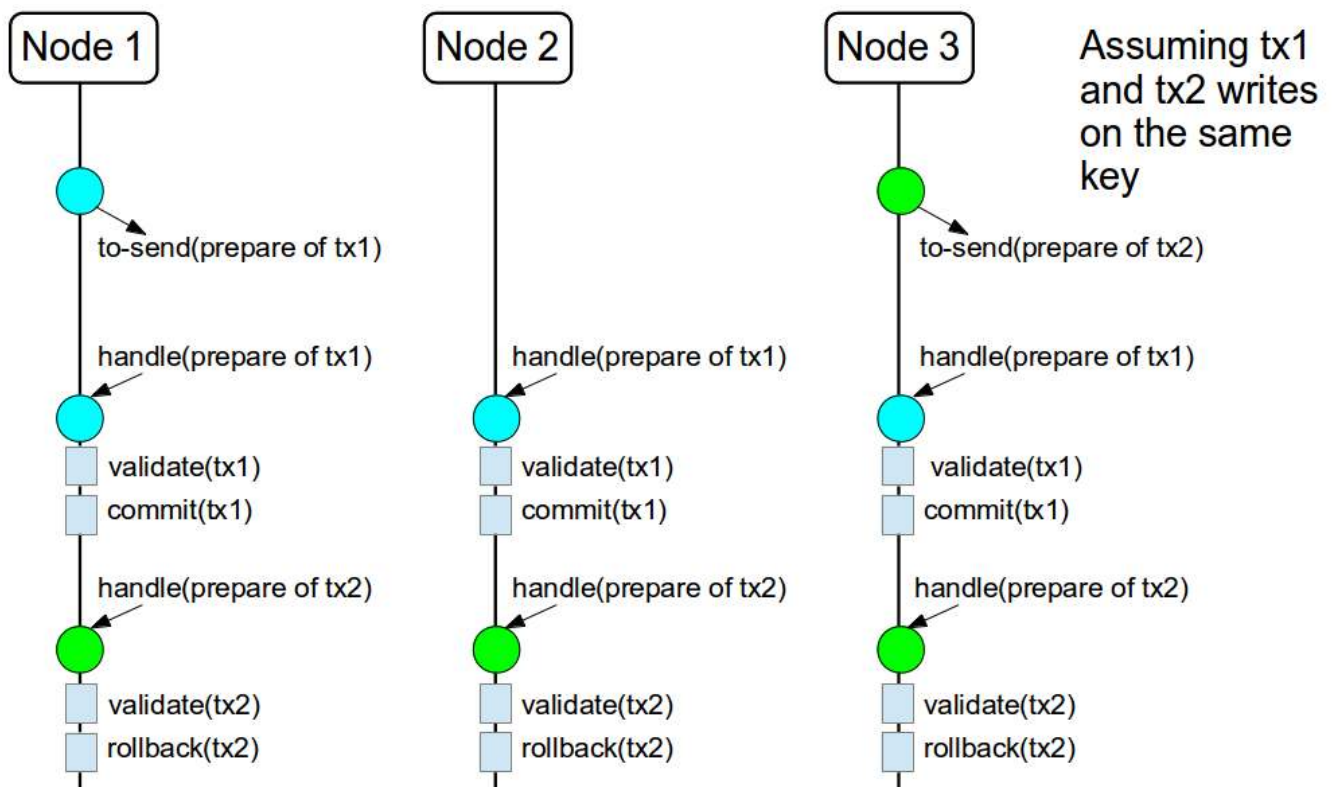 Node 1
Node 2
Node 3
Assuming tx1
and tx2 writes
on the same
key
to-send(prepare of tx1)
to-send(prepare of tx2)
handle(prepare of tx1)
handle(prepare of tx1)
handle(prepare of tx1)
validate(tx1)
validate(tx1)
validate(tx1)
commit(tx1)
commit(tx1)
commit(tx1)
handle(prepare of tx2)
handle(prepare of tx2)
handle(prepare of tx2)
validate(tx2)
validate(tx2)
validate(tx2)
rollback(tx2)
rollback(tx2)
rollback(tx2)